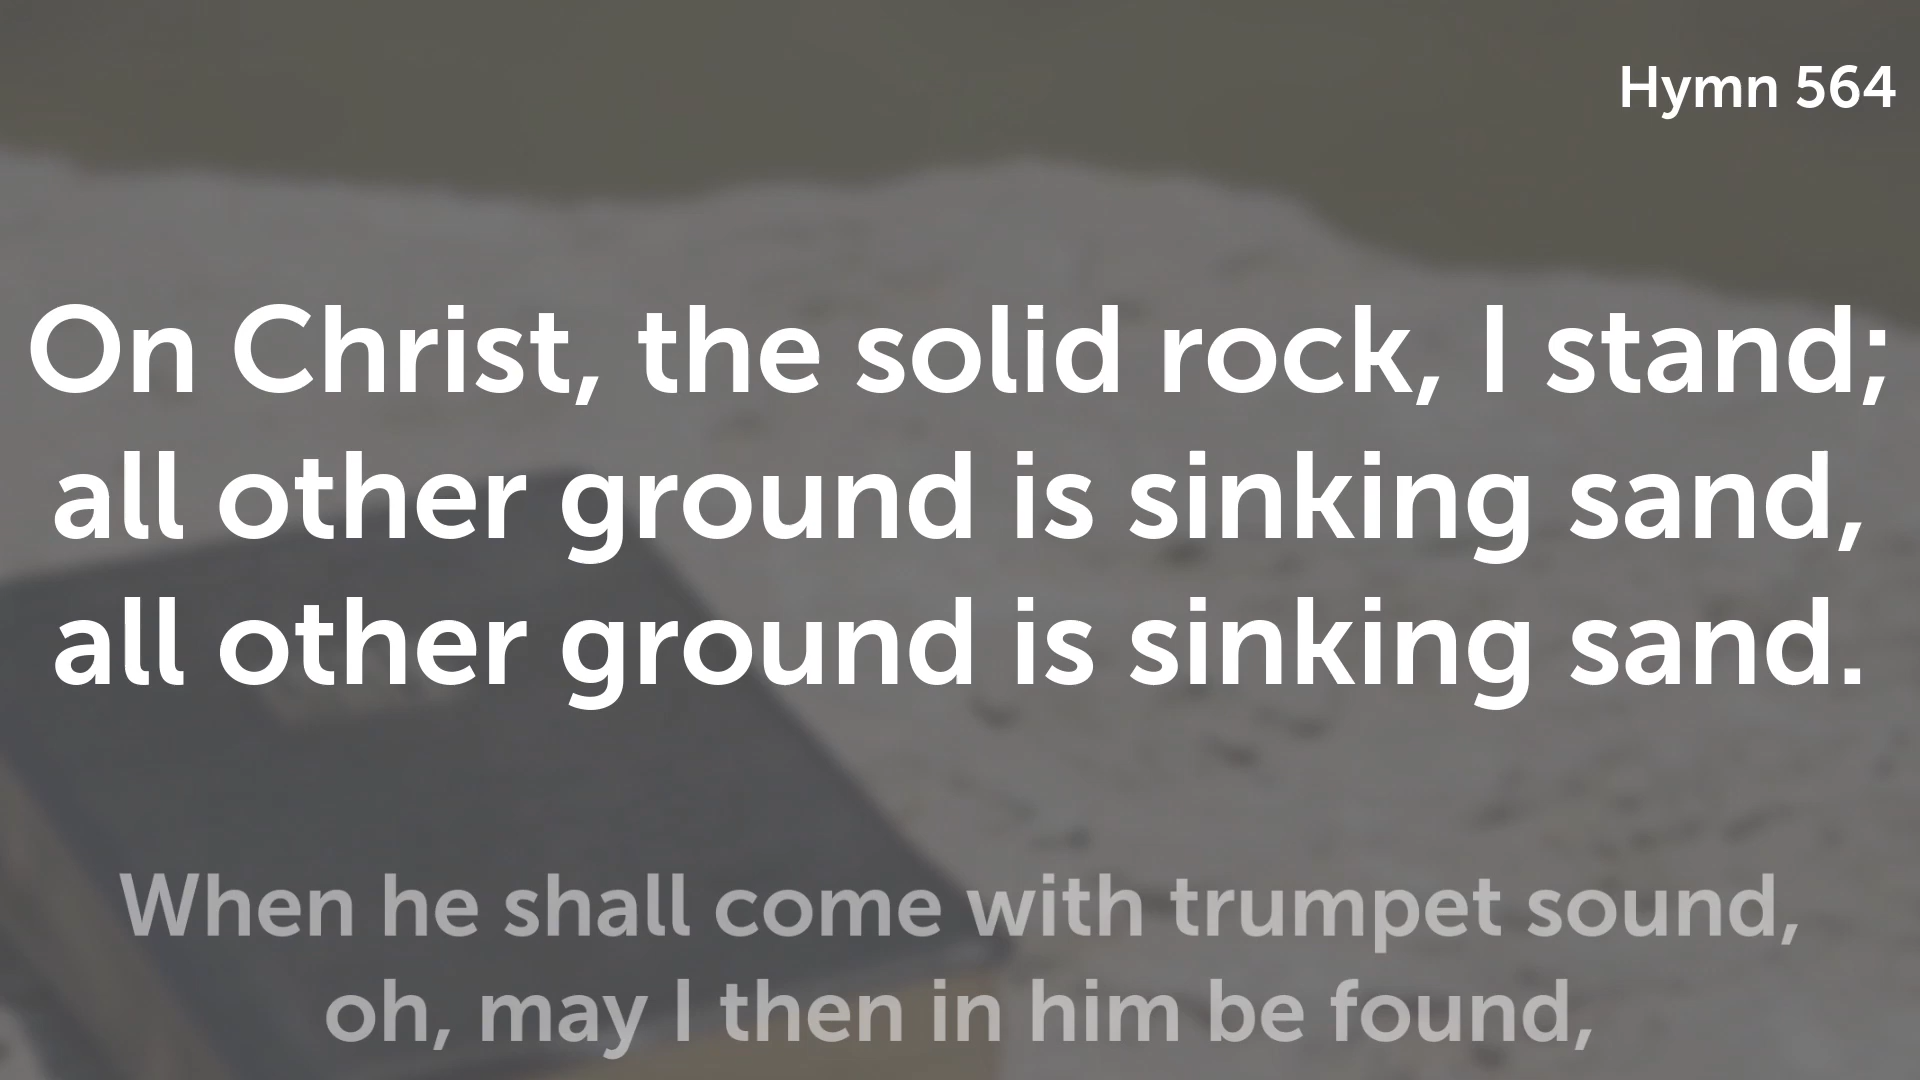 Hymn 564
On Christ, the solid rock, I stand;
all other ground is sinking sand,
all other ground is sinking sand.
When he shall come with trumpet sound,
oh, may I then in him be found,